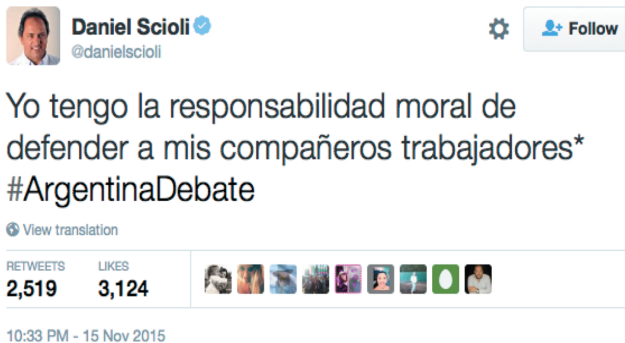 Daniel Scioli
@danielscioli
Follow
Yo tengo la responsabilidad moral de
defender a mis compañeros trabajadores*
#ArgentinaDebate
View translation
RETWEETS LIKES
2,519 3,124
10:33 PM - 15 Nov 2015